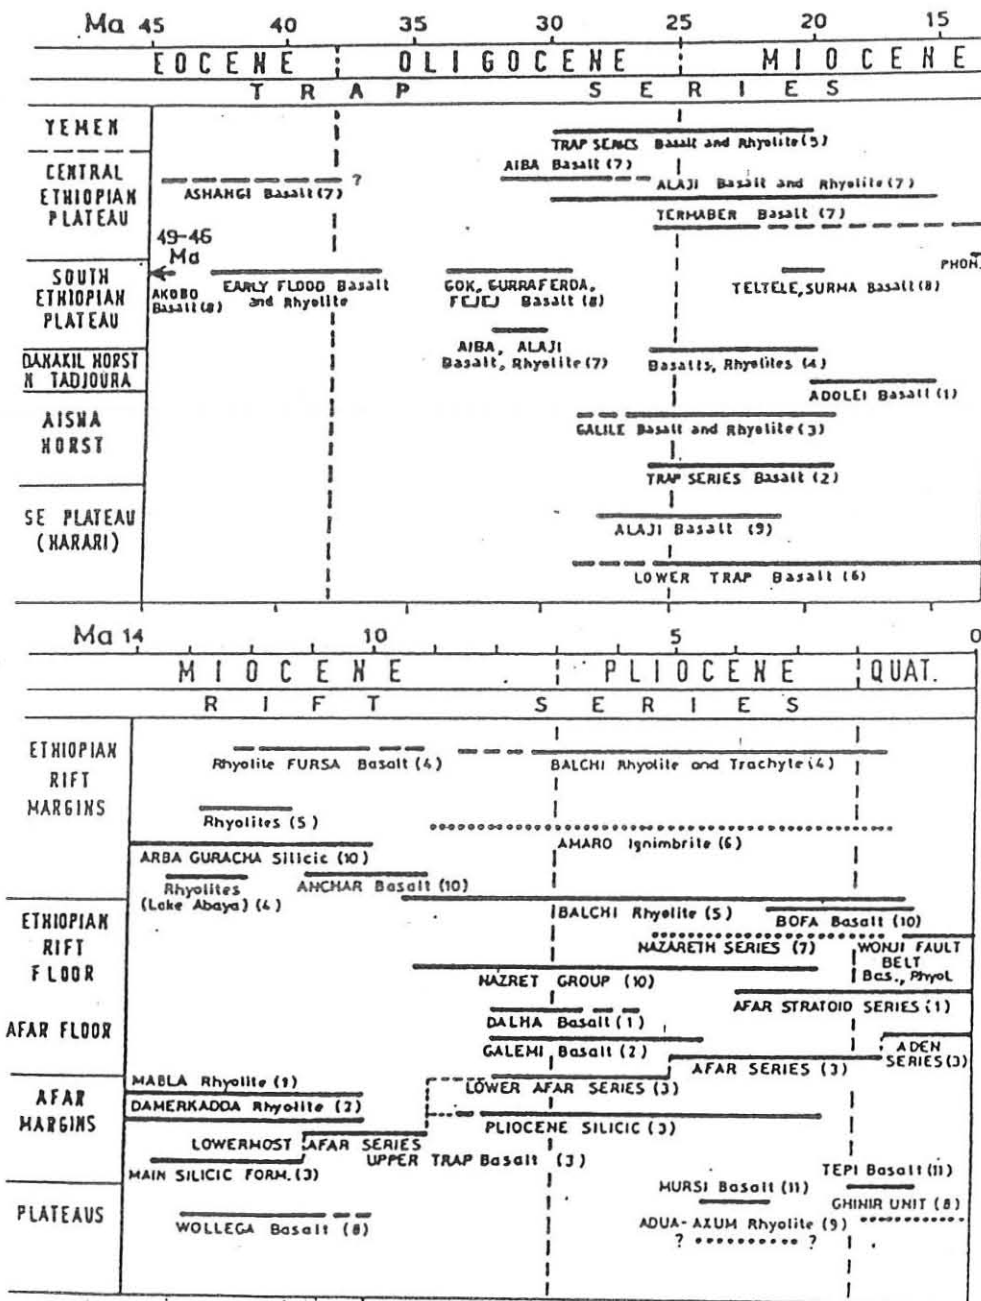 Ma 45 40 35 30 25 20 15
EOCENE OLIGOCENE MIOCENE
TRAP SERIES
YEMEN
TRAP SERIES Basalt and Rhyolite (5)
CENTRAL
ETHIOPIAN
PLATEAU
AIBA Basalt (7)
ASHANGI Basalt (7) ?
ALAJI Basalt and Rhyolite (7)
TERMABER Basalt (7)
49-46
Ma
PHON.
SOUTH
ETHIOPIAN
PLATEAU
AKOBO
Basalt (8)
EARLY FLOOD Basalt
and Rhyolite
GOK, GURRAFERDA,
FEJEJ Basalt (8)
TELTELE, SURMA Basalt (8)
AIBA, ALAJI
Basalt, Rhyolite (7)
DANAKIL HORST
N TADJOURA
Basalts, Rhyolites (4)
ADOLEI Basalt (1)
AISHA
HORST
GALILE Basalt and Rhyolite (3)
TRAP SERIES Basalt (2)
SE PLATEAU
(HARARI)
ALAJI Basalt (9)
LOWER TRAP Basalt (6)
Ma 14 10 5 0
MIOCENE PLIOCENE QUAT.
RIFT SERIES
ETHIOPIAN
RIFT
MARGINS
Rhyolite FURSA Basalt (4)
BALCHI Rhyolite and Trachyte (4)
Rhyolites (5)
AMARO Ignimbrite (6)
ARBA GURACHA Silicic (10)
Rhyolites
(Lake Abaya) (4)
ANCHAR Basalt (10)
ETHIOPIAN
RIFT
FLOOR
BALCHI Rhyolite (5)
BOFA Basalt (10)
NAZARETH SERIES (7)
WONJI FAULT
BELT
Bas., Rhyol.
NAZRET GROUP (10)
AFAR FLOOR
AFAR STRATOID SERIES (1)
DALHA Basalt (1)
GALEMI Basalt (2)
ADEN
SERIES (3)
AFAR SERIES (3)
AFAR
MARGINS
MABLA Rhyolite (1)
LOWER AFAR SERIES (3)
DAMERKADDA Rhyolite (2)
PLIOCENE SILICIC (3)
LOWERMOST AFAR SERIES
UPPER TRAP Basalt (3)
MAIN SILICIC FORM. (3)
PLATEAUS
TEPI Basalt (11)
MURSI Basalt (11)
GHINIR UNIT (8)
WOLLEGA Basalt (8)
ADUA-AXUM Rhyolite (9)
? ?